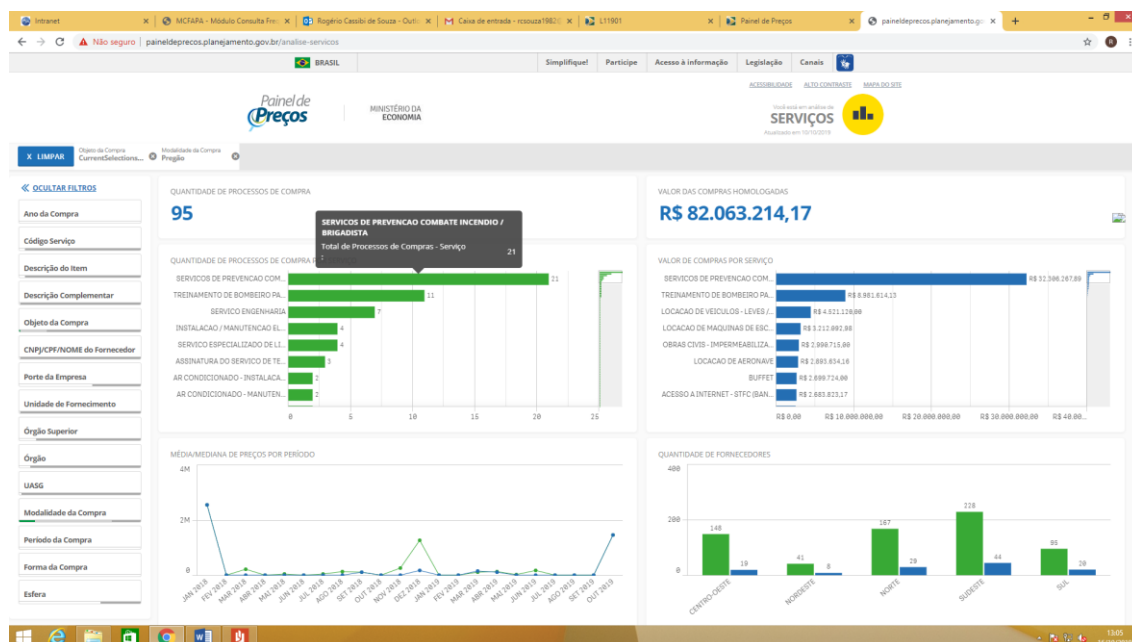 Intranet
MCFAPA - Módulo Consulta Fre
Rogério Cassibi de Souza - Outlo
Caixa de entrada - rcsouza1982@
L11901
Painel de Preços
paineldeprecos.planejamento.go
Não seguro | paineldeprecos.planejamento.gov.br/analise-servicos
BRASIL
Simplifique! Participe Acesso à informação Legislação Canais
ACESSIBILIDADE ALTO CONTRASTE MAPA DO SITE
Painel de
Preços
MINISTÉRIO DA
ECONOMIA
Você está em análise de
SERVIÇOS
Atualizado em 10/10/2019
X LIMPAR
Objeto da Compra
CurrentSelections...
Modalidade da Compra
Pregão
OCULTAR FILTROS
Ano da Compra
Código Serviço
Descrição do Item
Descrição Complementar
Objeto da Compra
CNPJ/CPF/NOME do Fornecedor
Porte da Empresa
Unidade de Fornecimento
Órgão Superior
Órgão
UASG
Modalidade da Compra
Período da Compra
Forma da Compra
Esfera
QUANTIDADE DE PROCESSOS DE COMPRA
95
VALOR DAS COMPRAS HOMOLOGADAS
R$ 82.063.214,17
SERVICOS DE PREVENCAO COMBATE INCENDIO /
BRIGADISTA
Total de Processos de Compras - Serviço
:
21
QUANTIDADE DE PROCESSOS DE COMPRA P
SERVICOS DE PREVENCAO COM... 21
TREINAMENTO DE BOMBEIRO PA... 11
SERVICO ENGENHARIA 7
INSTALACAO / MANUTENCAO EL... 4
SERVICO ESPECIALIZADO DE LI... 4
ASSINATURA DO SERVICO DE TE... 3
AR CONDICIONADO - INSTALACA... 2
AR CONDICIONADO - MANUTEN... 2
0 5 10 15 20 25
VALOR DE COMPRAS POR SERVIÇO
SERVICOS DE PREVENCAO COM...
TREINAMENTO DE BOMBEIRO PA...
LOCACAO DE VEICULOS - LEVES /...
LOCACAO DE MAQUINAS DE ESC...
OBRAS CIVIS - IMPERMEABILIZA...
LOCACAO DE AERONAVE
BUFFET
ACESSO A INTERNET - STFC (BAN...
R$ 0,00 R$ 10.000.000,00 R$ 20.000.000,00 R$ 30.000.000,00 R$ 40.00...
MÉDIA/MEDIANA DE PREÇOS POR PERÍODO
4M
2M
0
JAN 2018 FEV 2018 MAR 2018 ABR 2018 MAI 2018 JUN 2018 JUL 2018 AGO 2018 SET 2018 OUT 2018 NOV 2018 DEZ 2018 JAN 2019 FEV 2019 MAR 2019 ABR 2019 MAI 2019 JUN 2019 JUL 2019 AGO 2019 SET 2019 OUT 2019
QUANTIDADE DE FORNECEDORES
400
200
0
148 19 41 8 167 44 20
CENTRO-OESTE NORDESTE NORTE SUDESTE SUL
13:05